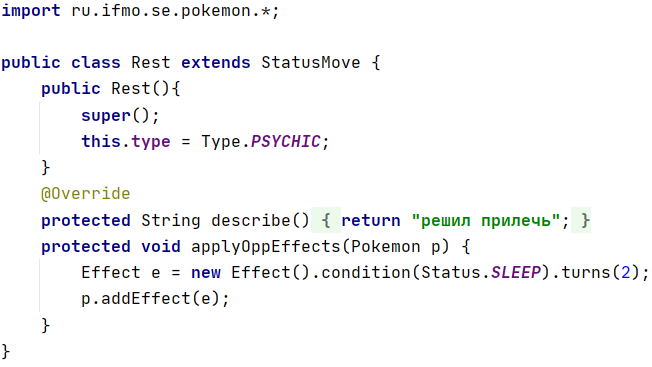 import ru.ifmo.se.pokemon.*;

public class Rest extends StatusMove {
    public Rest(){
        super();
        this.type = Type.PSYCHIC;
    }
    @Override
    protected String describe() { return "решил прилечь"; }
    protected void applyOppEffects(Pokemon p) {
        Effect e = new Effect().condition(Status.SLEEP).turns(2);
        p.addEffect(e);
    }
}